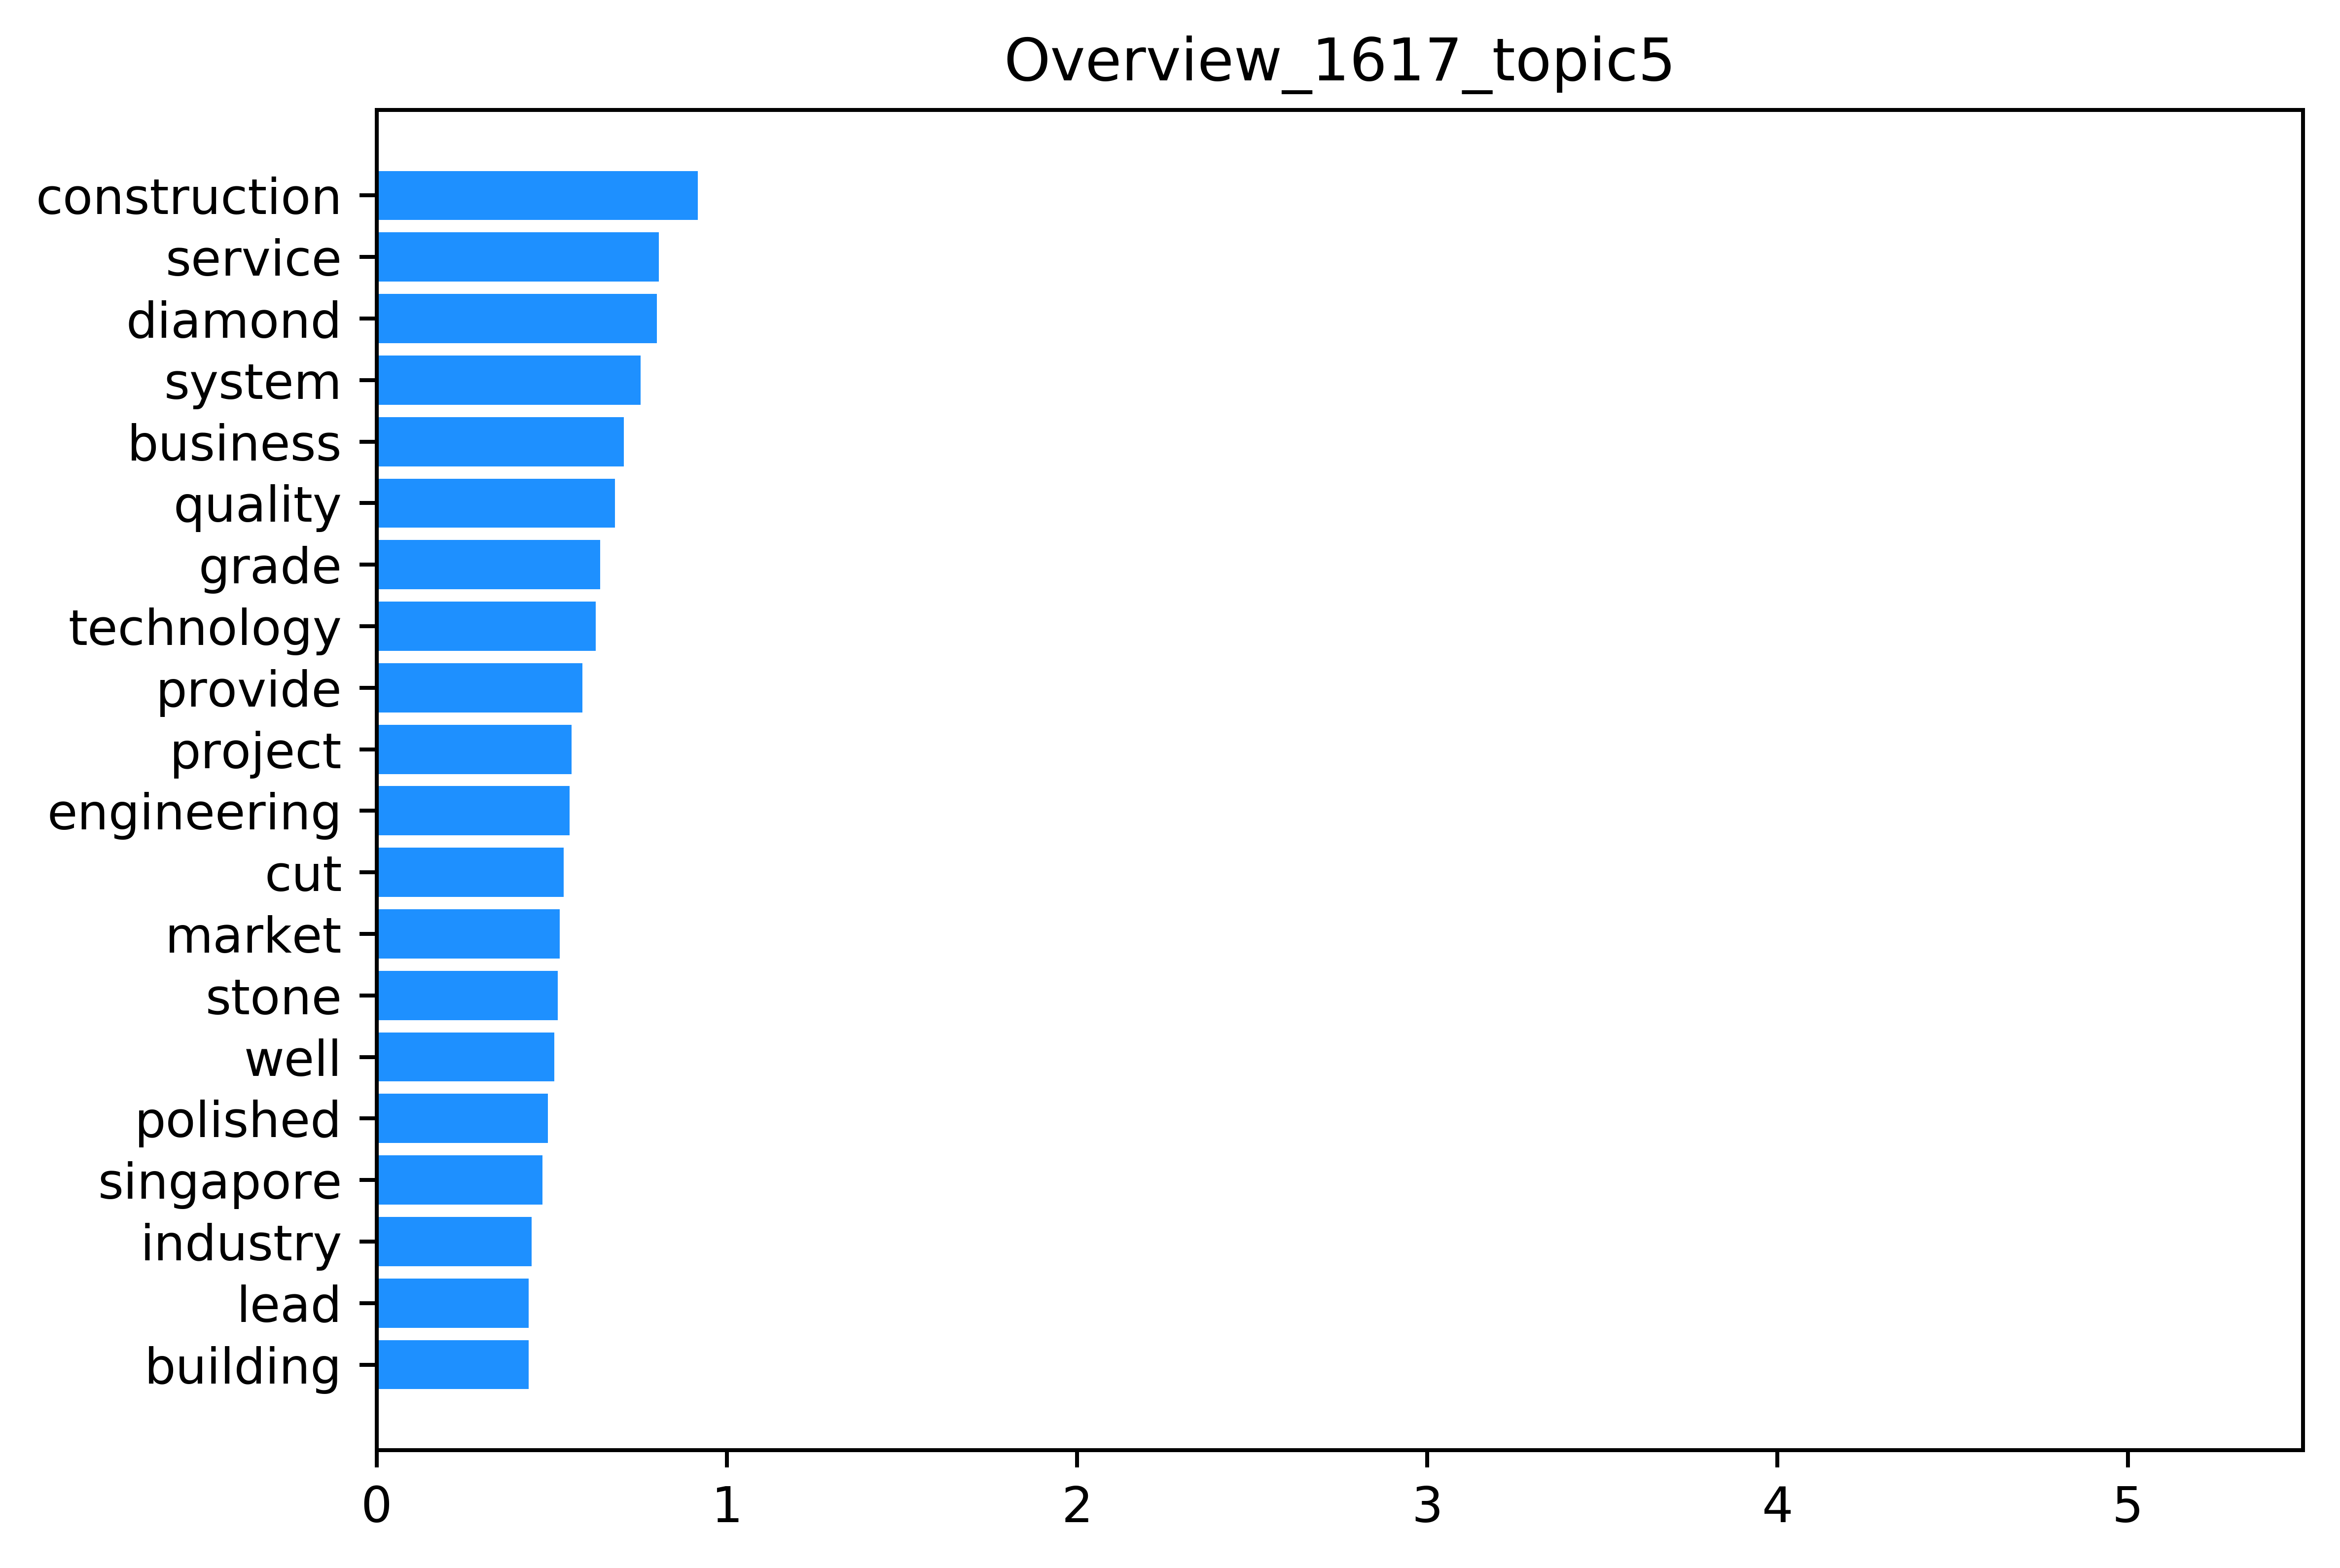 Overview_1617_topic5
construction
service
diamond
system
business
quality
grade
technology
provide
project
engineering
cut
market
stone
well
polished
singapore
industry
lead
building
0 1 2 3 4 5